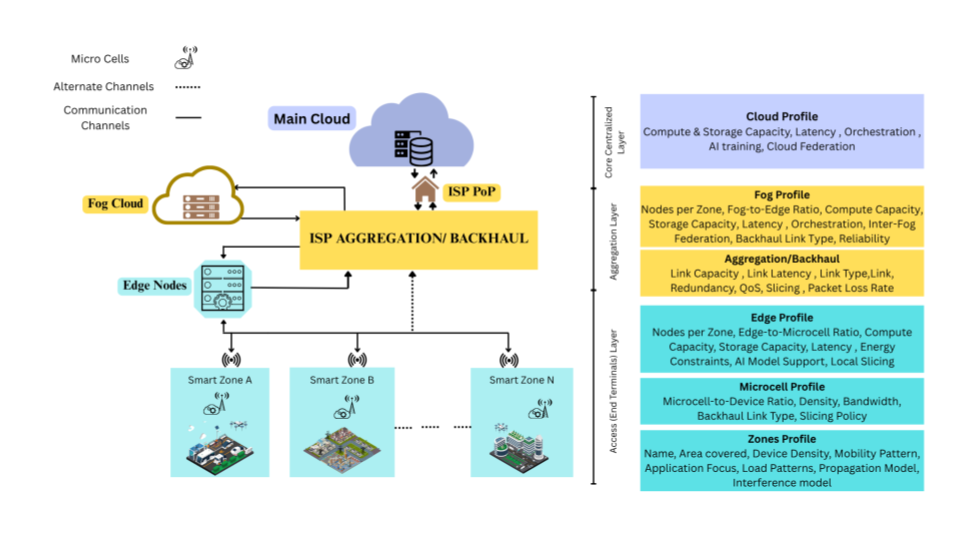 Micro Cells
Alternate Channels
Communication
Channels
Main Cloud
ISP PoP
Fog Cloud
ISP AGGREGATION/ BACKHAUL
Edge Nodes
Smart Zone A
Smart Zone B
Smart Zone N
Core Centralized
Layer
Aggregation Layer
Access (End Terminals) Layer
Cloud Profile
Compute & Storage Capacity, Latency , Orchestration ,
AI training, Cloud Federation
Fog Profile
Nodes per Zone, Fog-to-Edge Ratio, Compute Capacity,
Storage Capacity, Latency , Orchestration, Inter-Fog
Federation, Backhaul Link Type, Reliability
Aggregation/Backhaul
Link Capacity , Link Latency , Link Type,Link,
Redundancy, QoS, Slicing , Packet Loss Rate
Edge Profile
Nodes per Zone, Edge-to-Microcell Ratio, Compute
Capacity, Storage Capacity, Latency , Energy
Constraints, AI Model Support, Local Slicing
Microcell Profile
Microcell-to-Device Ratio, Density, Bandwidth,
Backhaul Link Type, Slicing Policy
Zones Profile
Name, Area covered, Device Density, Mobility Pattern,
Application Focus, Load Patterns, Propagation Model,
Interference model